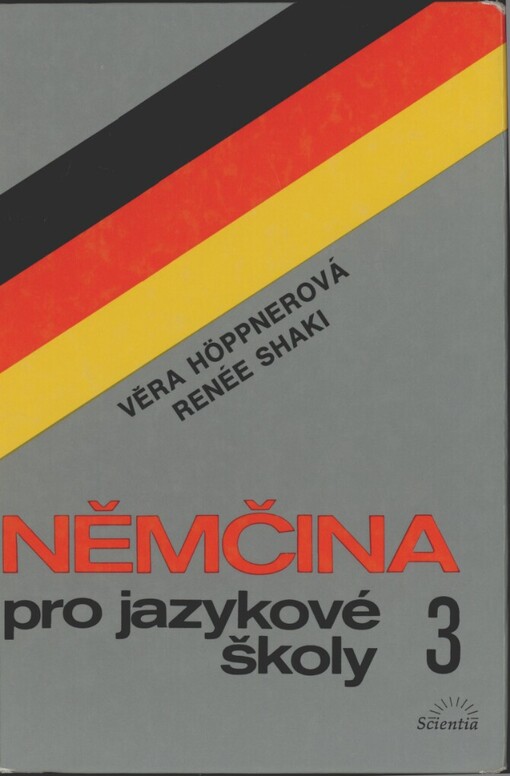 VĚRA HÖPPNEROVÁ
RENÉE SHAKI
NĚMČINA
pro jazykové
školy 3
Scientia